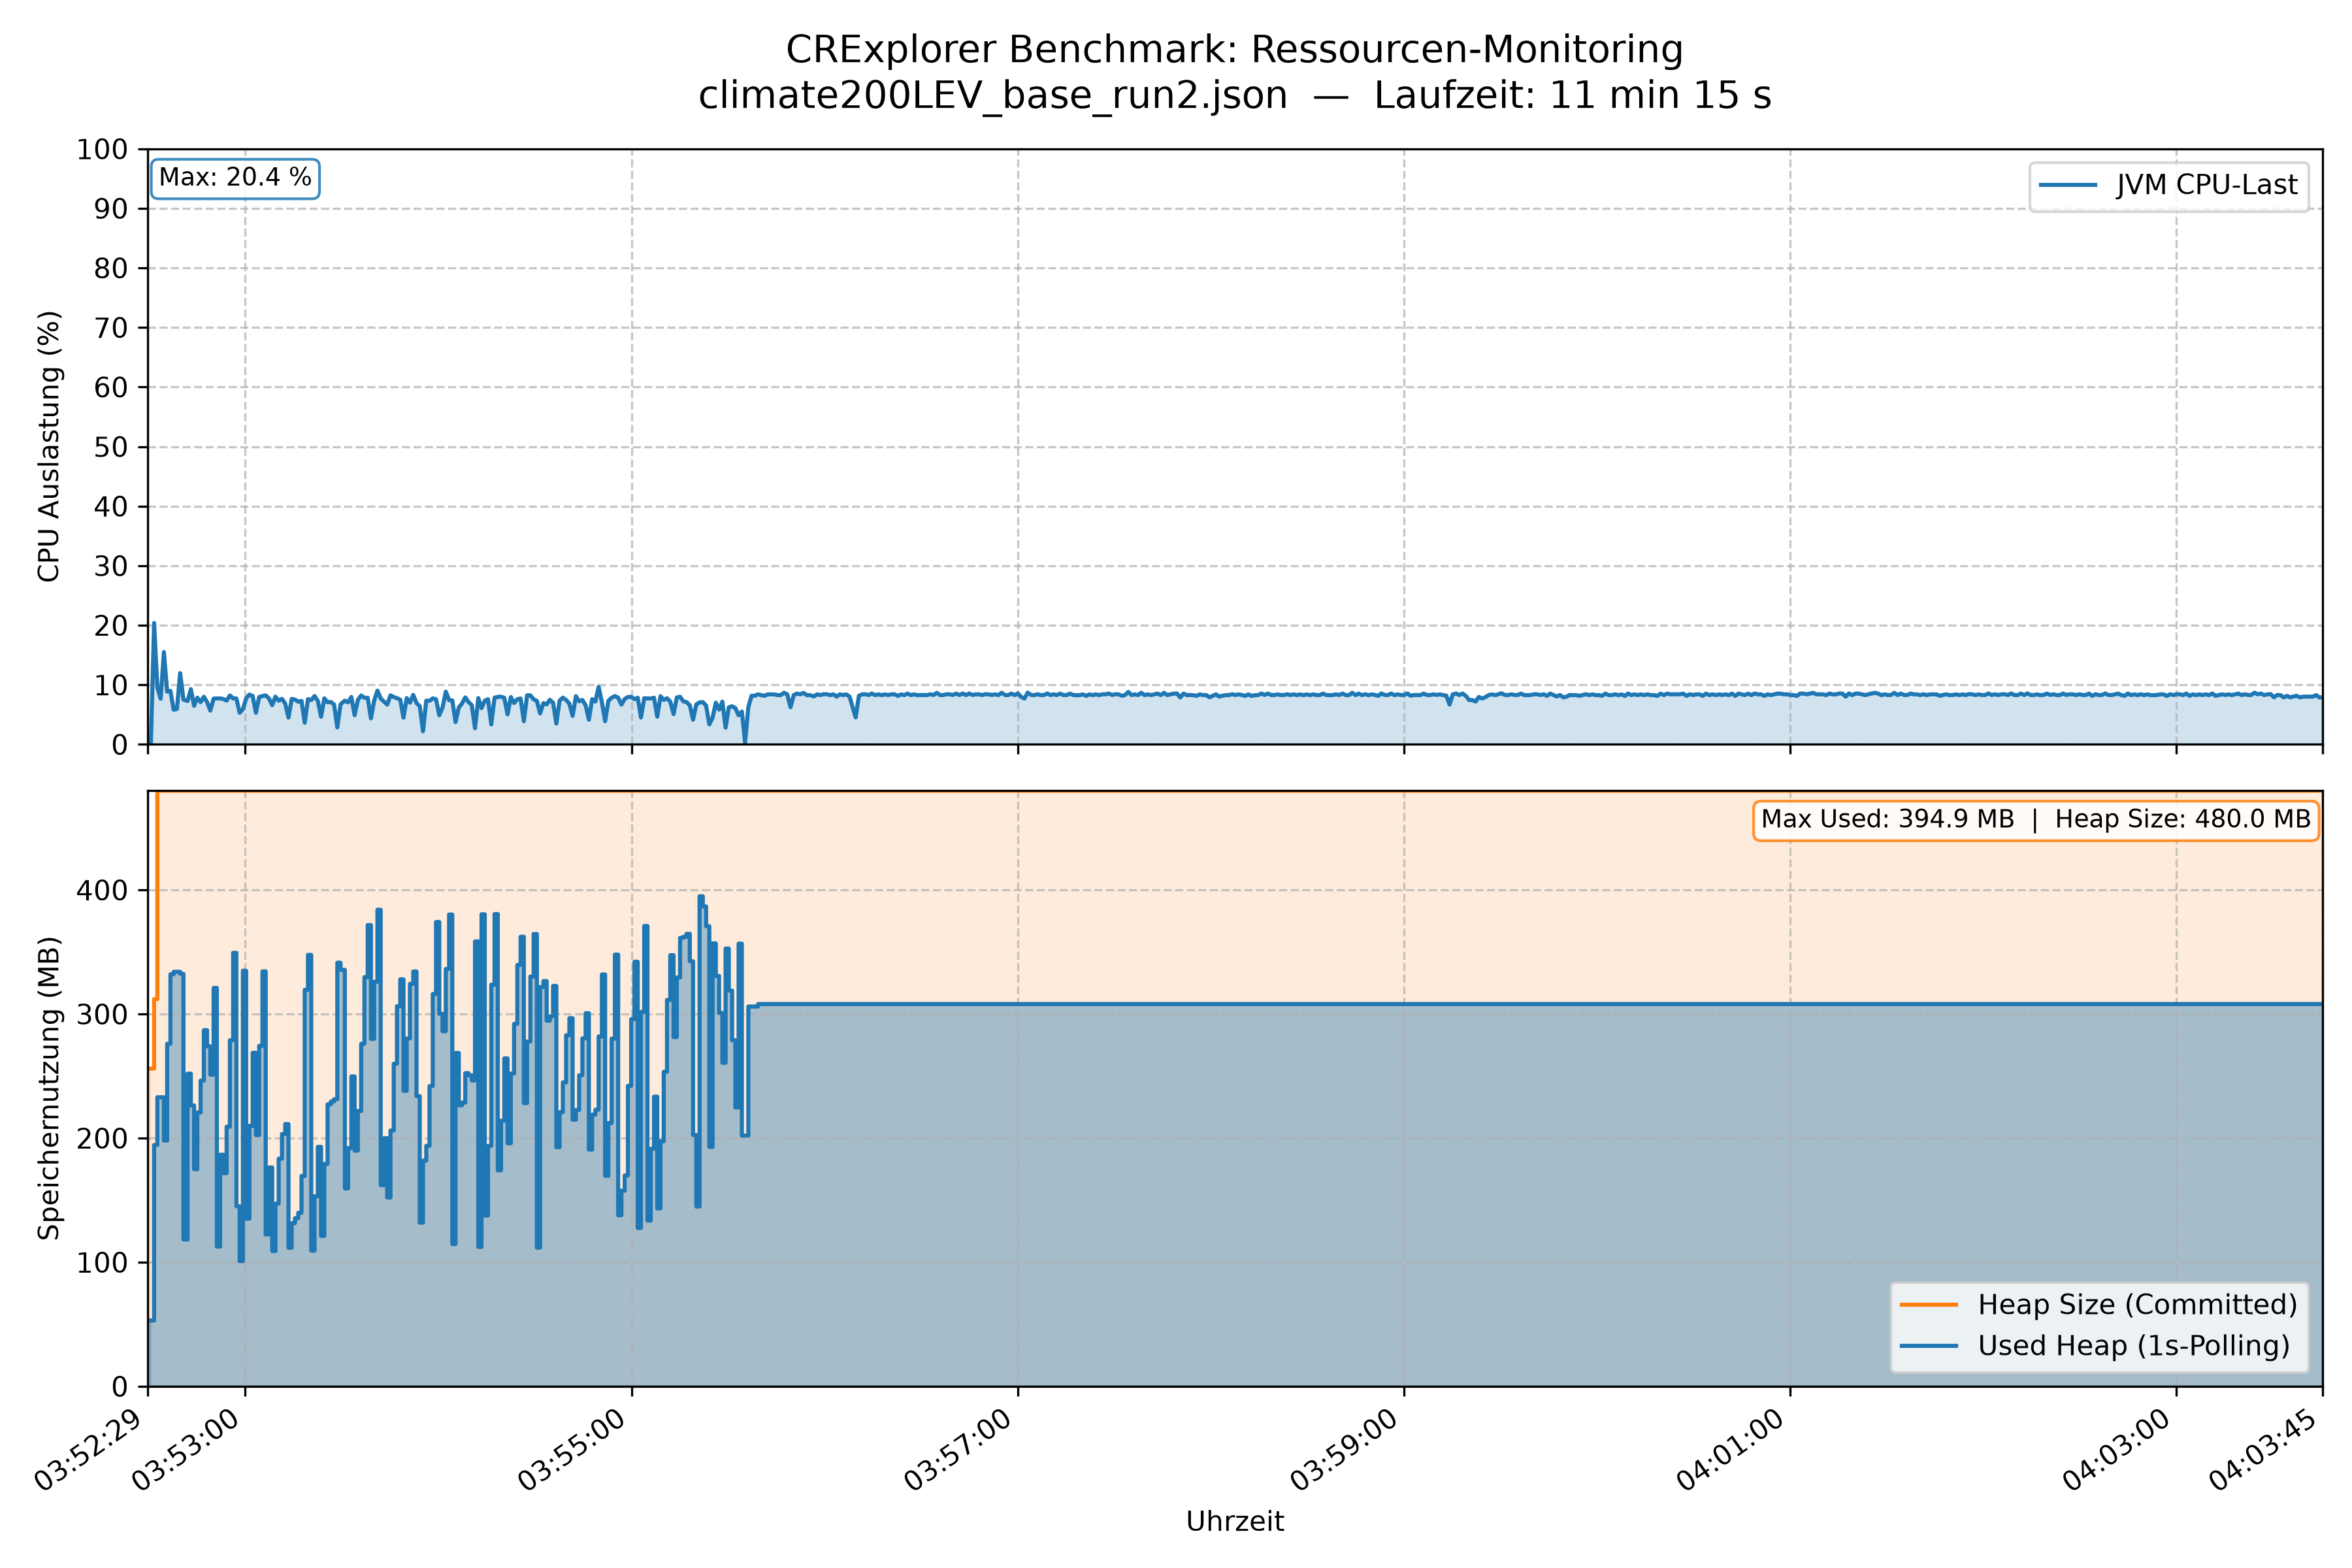 CRExplorer Benchmark: Ressourcen-Monitoring
climate200LEV_base_run2.json — Laufzeit: 11 min 15 s
Max: 20.4 %
JVM CPU-Last
CPU Auslastung (%)
100
90
80
70
60
50
40
30
20
10
0
Max Used: 394.9 MB | Heap Size: 480.0 MB
Speichernutzung (MB)
400
300
200
100
0
Heap Size (Committed)
Used Heap (1s-Polling)
03:52:29
03:53:00
03:55:00
03:57:00
03:59:00
04:01:00
04:03:00
04:03:45
Uhrzeit